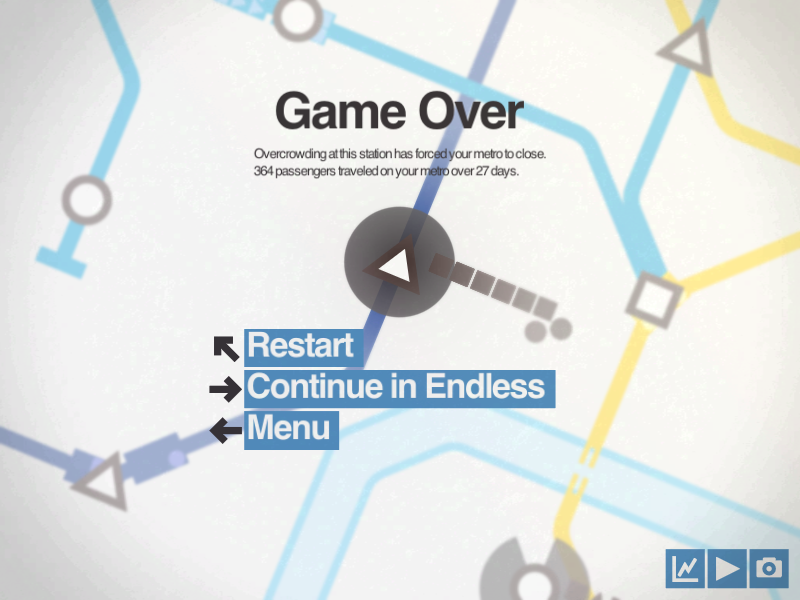 Game Over
Overcrowding at this station has forced your metro to close.
364 passengers traveled on your metro over 27 days.
Restart
Continue in Endless
Menu